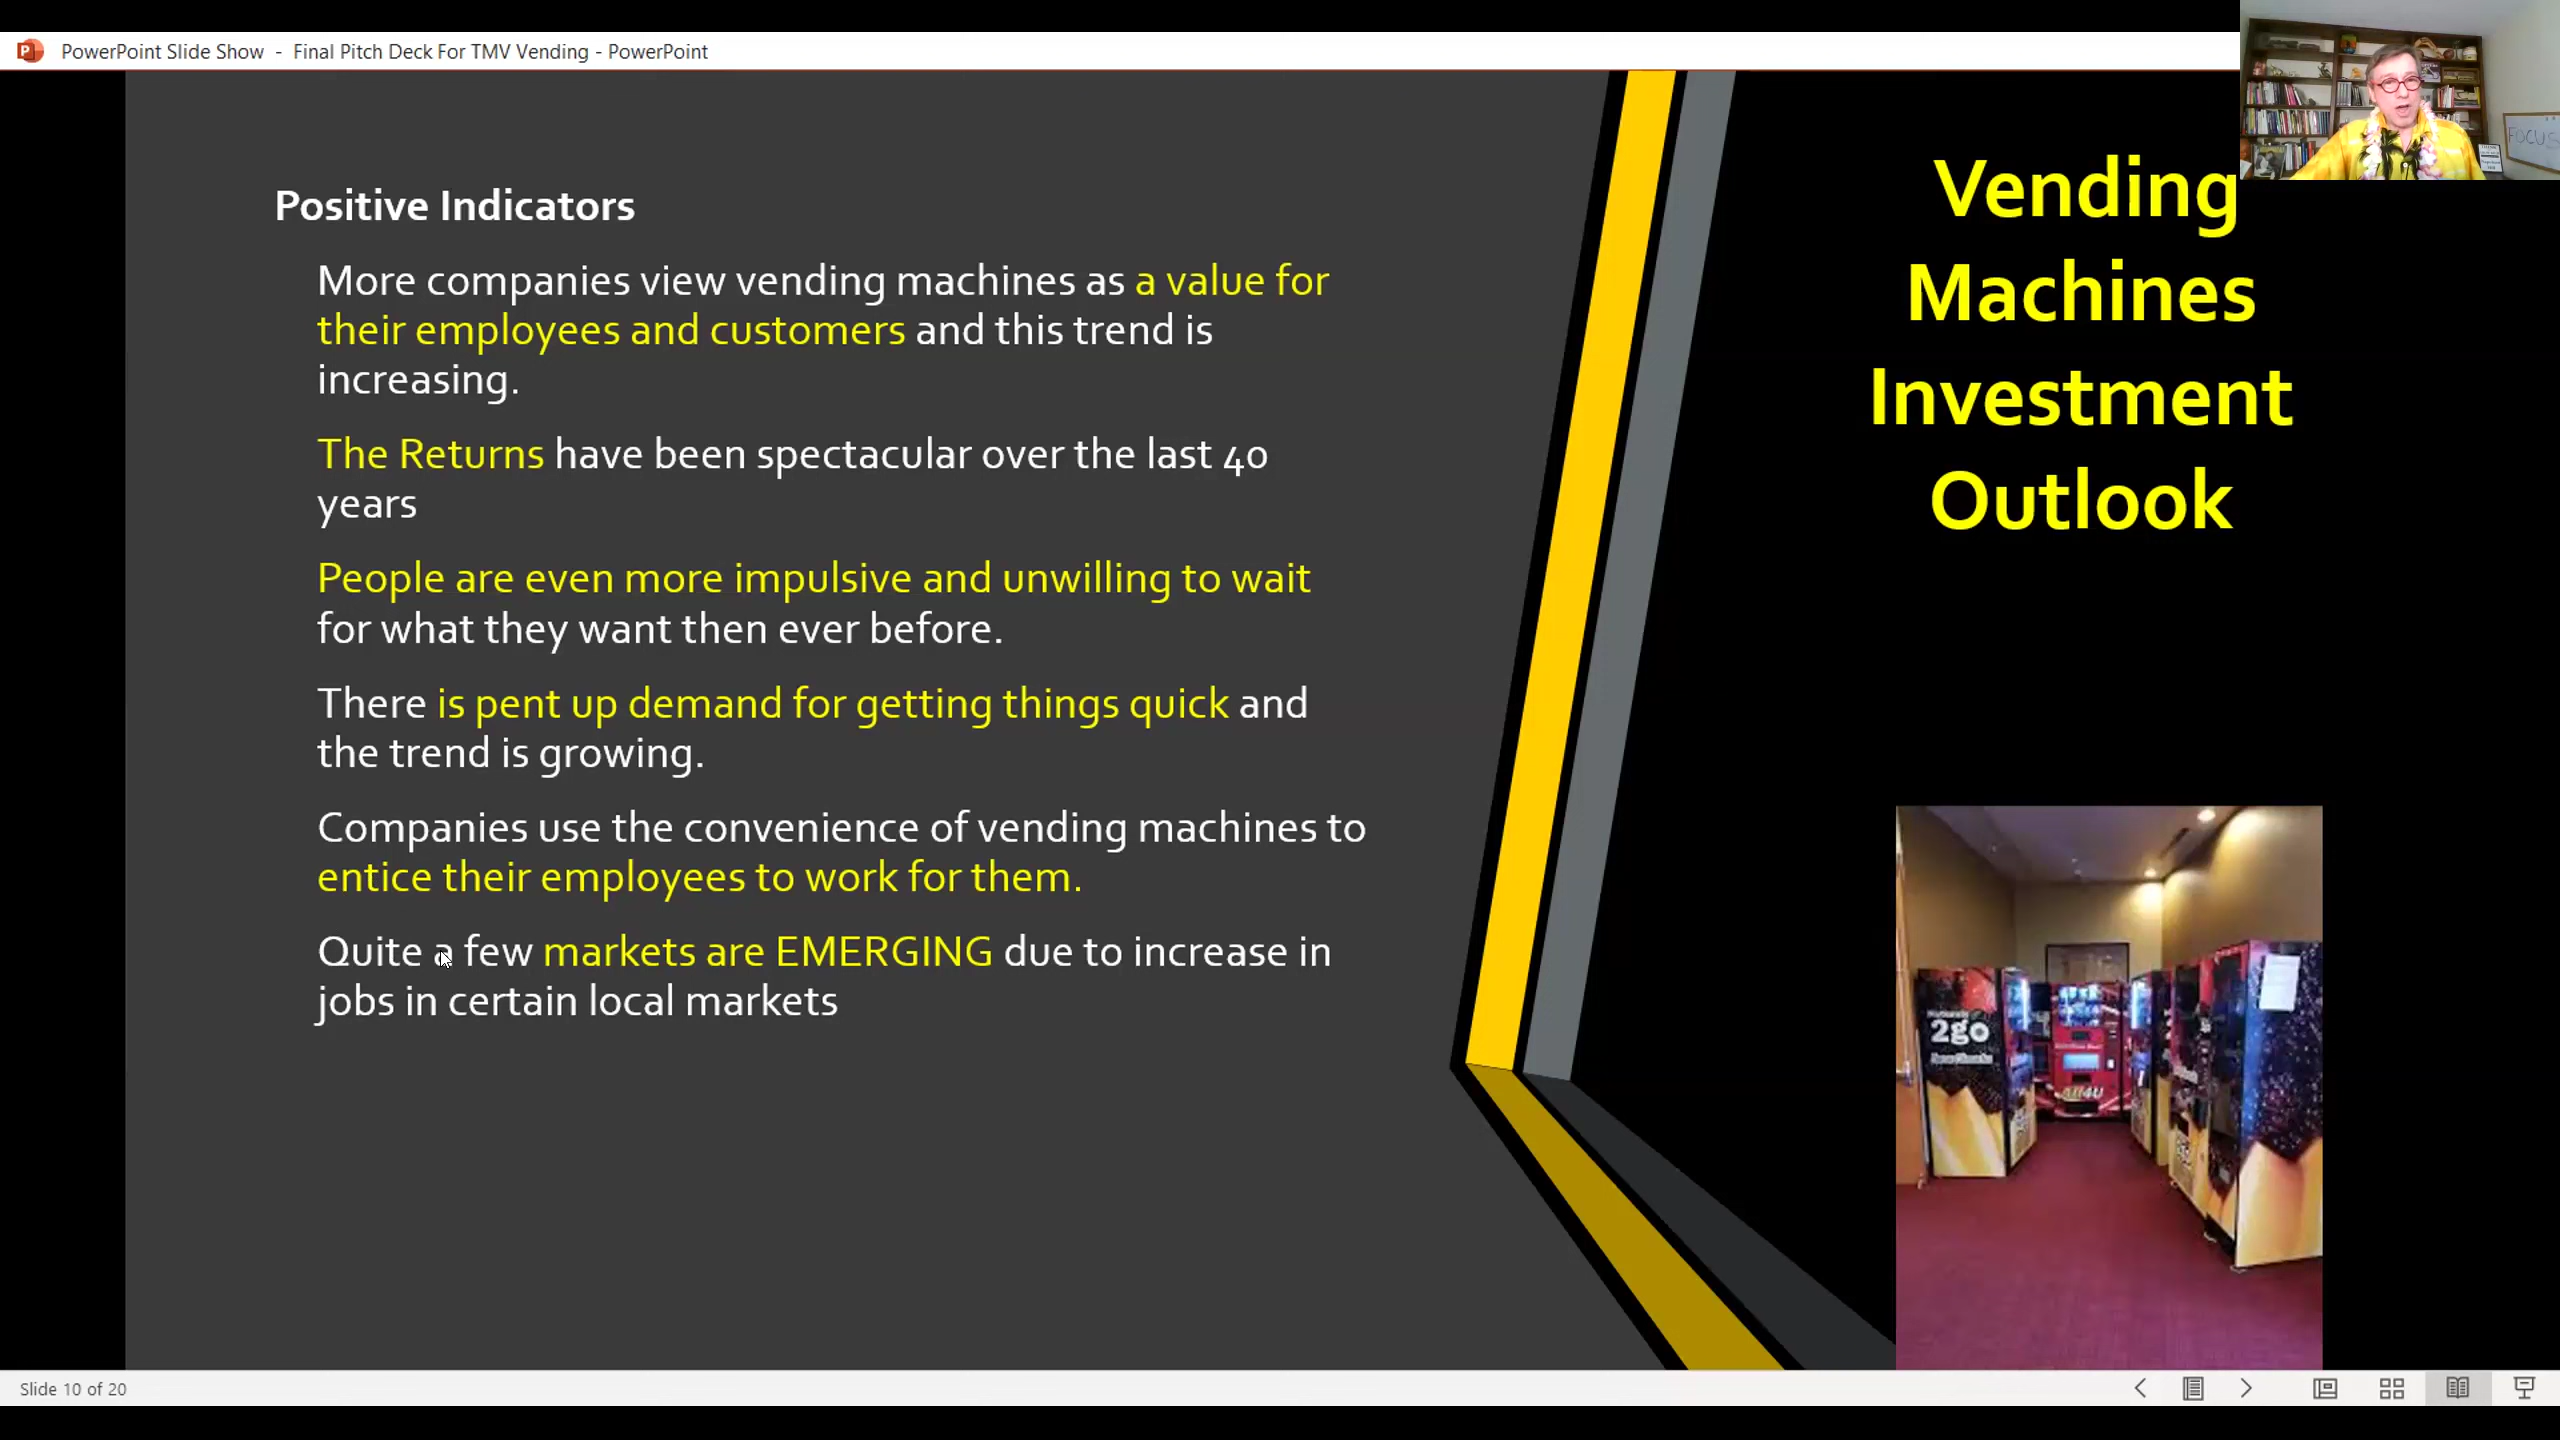 PowerPoint Slide Show - Final Pitch Deck For TMV Vending - PowerPoint
FOCUS
Positive Indicators
More companies view vending machines as a value for
their employees and customers and this trend is
increasing.
The Returns have been spectacular over the last 40
years
People are even more impulsive and unwilling to wait
for what they want then ever before.
There is pent up demand for getting things quick and
the trend is growing.
Companies use the convenience of vending machines to
entice their employees to work for them.
Quite a few markets are EMERGING due to increase in
jobs in certain local markets
Vending
Machines
Investment
Outlook
2go
Slide 10 of 20